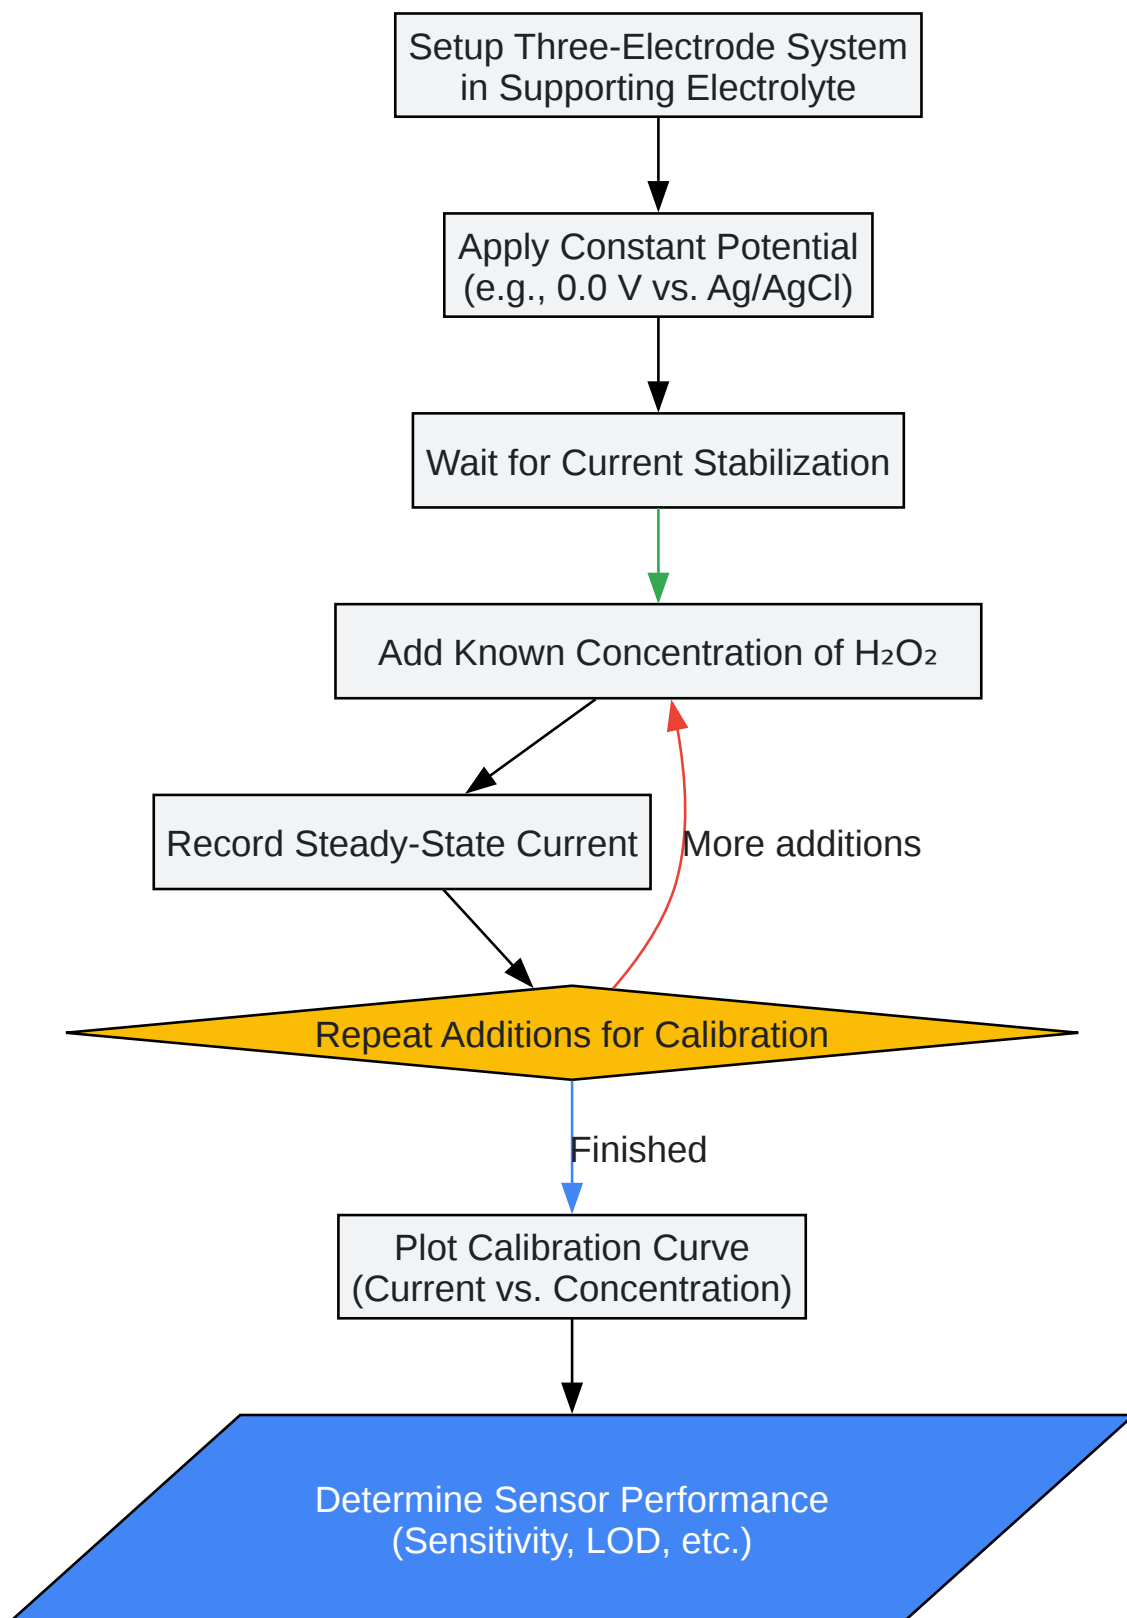 Setup Three-Electrode System
in Supporting Electrolyte
Apply Constant Potential
(e.g., 0.0 V vs. Ag/AgCl)
Wait for Current Stabilization
Add Known Concentration of H₂O₂
Record Steady-State Current
More additions
Repeat Additions for Calibration
Finished
Plot Calibration Curve
(Current vs. Concentration)
Determine Sensor Performance
(Sensitivity, LOD, etc.)